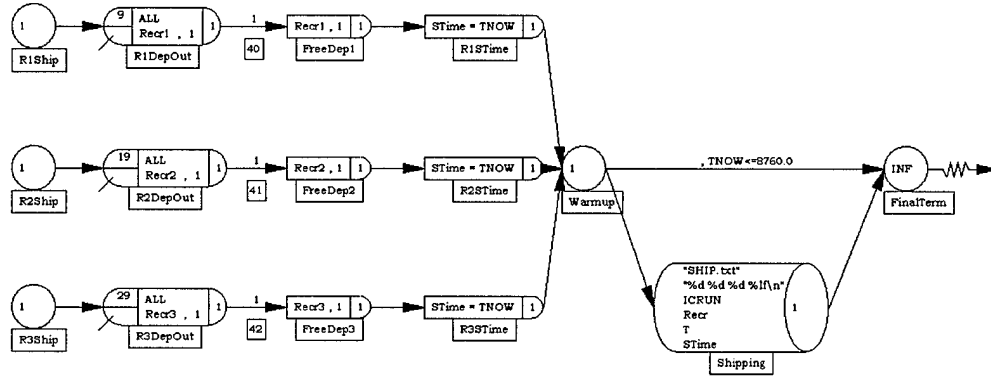 1
R1Ship
9
ALL
Recr1 , 1
1
R1DepOut
1
40
Recr1 , 1
1
FreeDep1
STime = TNOW
1
R1STime
1
R2Ship
19
ALL
Recr2 , 1
1
R2DepOut
1
41
Recr2 , 1
1
FreeDep2
STime = TNOW
1
R2STime
1
Warmup
, TNOW<=8760.0
INF
FinalTerm
"SHIP.txt"
"%d %d %d %lf\n"
ICRUN
Recr
T
STime
1
Shipping
1
R3Ship
29
ALL
Recr3 , 1
1
R3DepOut
1
42
Recr3 , 1
1
FreeDep3
STime = TNOW
1
R3STime